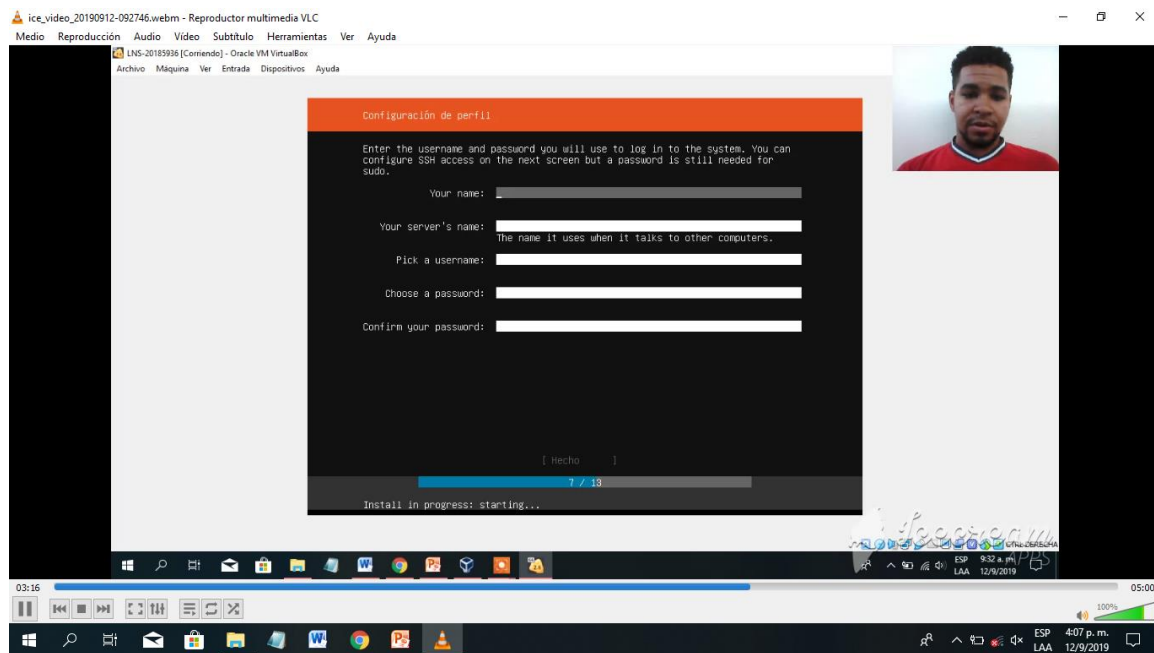 ice_video_20190912-092746.webm - Reproductor multimedia VLC
Medio Reproducción Audio Vídeo Subtítulo Herramientas Ver Ayuda
LNS-20185936 [Corriendo] - Oracle VM VirtualBox
Archivo Máquina Ver Entrada Dispositivos Ayuda
Configuración de perfil
Enter the username and password you will use to log in to the system. You can
configure SSH access on the next screen but a password is still needed for
sudo.
Your name:
Your server's name:
The name it uses when it talks to other computers.
Pick a username:
Choose a password:
Confirm your password:
[ Hecho ]
7 / 13
Install in progress: starting...
Icecream
APPS
CTRL DERECHA
ESP 9:32 a. m.
LAA 12/9/2019
03:16 05:00
100%
ESP 4:07 p. m.
LAA 12/9/2019